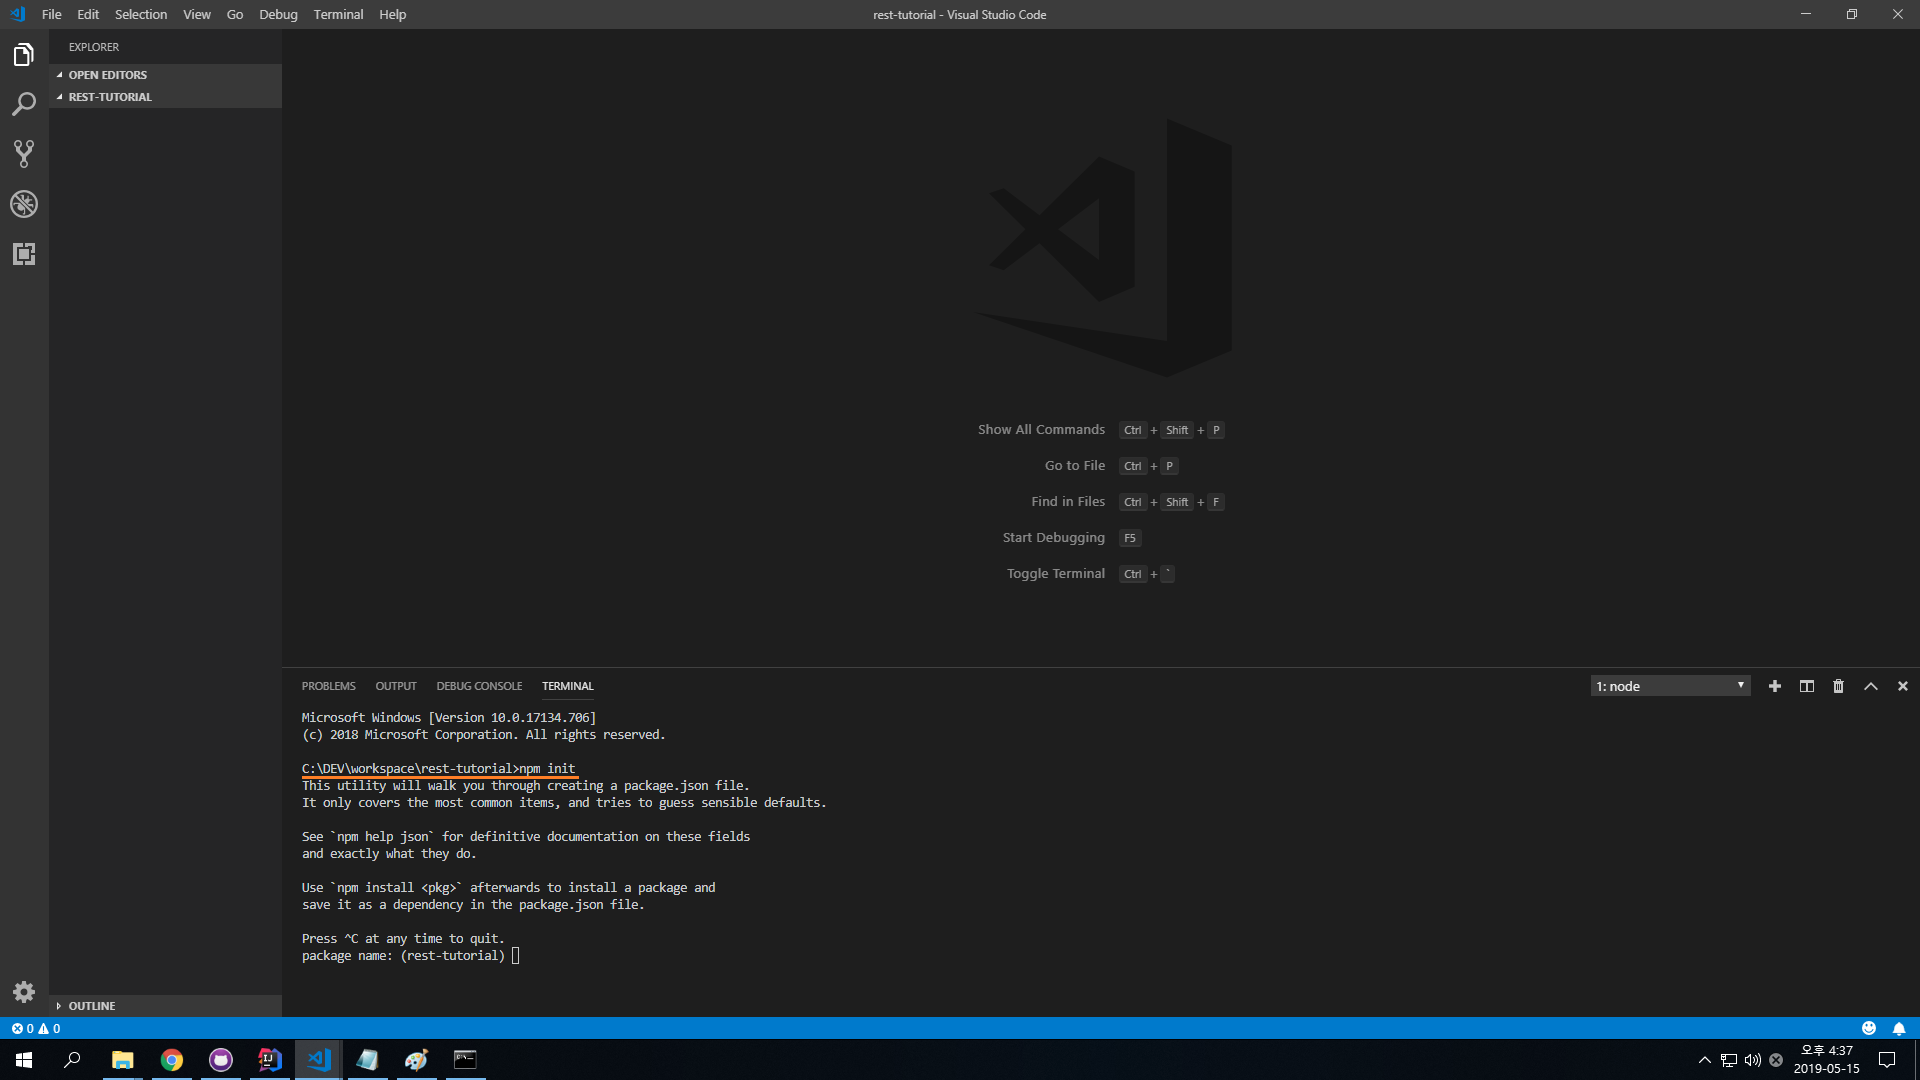 File Edit Selection View Go Debug Terminal Help
rest-tutorial - Visual Studio Code
EXPLORER
OPEN EDITORS
REST-TUTORIAL
Show All Commands Ctrl + Shift + P
Go to File Ctrl + P
Find in Files Ctrl + Shift + F
Start Debugging F5
Toggle Terminal Ctrl + `
PROBLEMS OUTPUT DEBUG CONSOLE TERMINAL
1: node
Microsoft Windows [Version 10.0.17134.706]
(c) 2018 Microsoft Corporation. All rights reserved.
C:\DEV\workspace\rest-tutorial>npm init
This utility will walk you through creating a package.json file.
It only covers the most common items, and tries to guess sensible defaults.
See `npm help json` for definitive documentation on these fields
and exactly what they do.
Use `npm install <pkg>` afterwards to install a package and
save it as a dependency in the package.json file.
Press ^C at any time to quit.
package name: (rest-tutorial)
OUTLINE
0 0
IJ
오후 4:37
2019-05-15